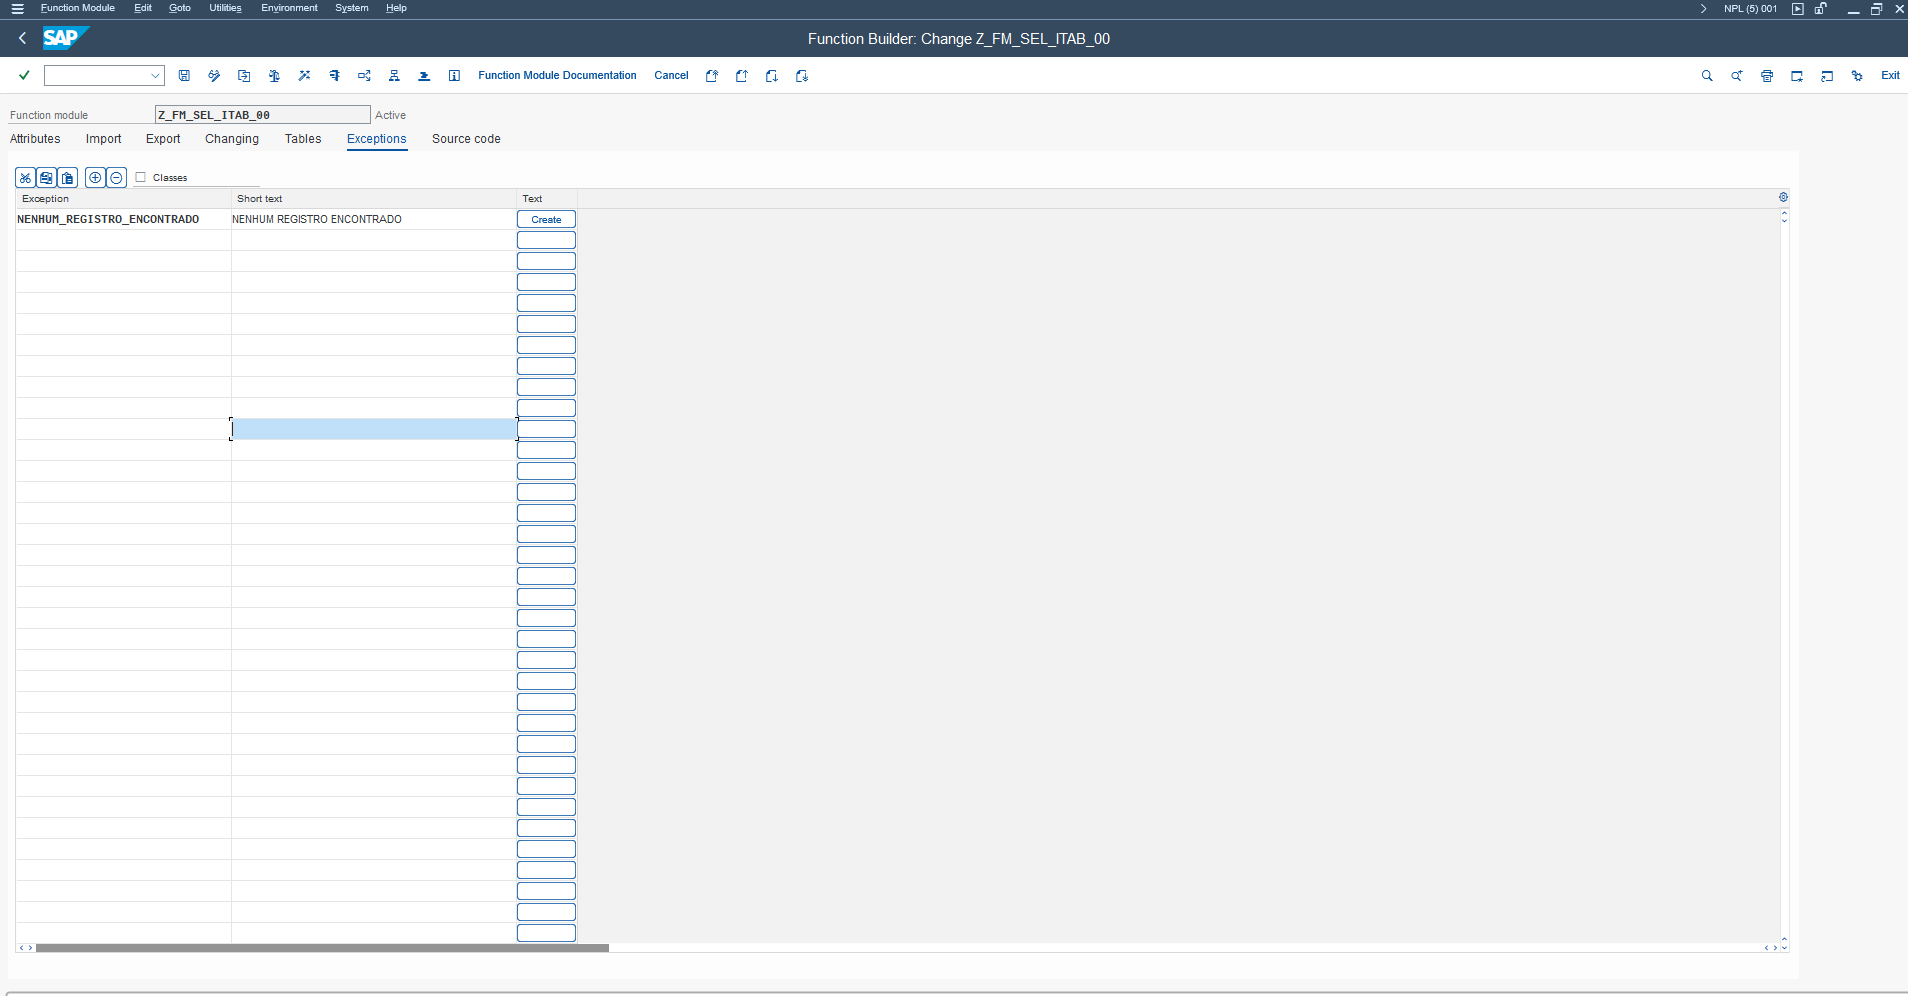 Function Module Edit Goto Utilities Environment System Help NPL (5) 001
SAP Function Builder: Change Z_FM_SEL_ITAB_00
Function Module Documentation Cancel Exit
Function module Z_FM_SEL_ITAB_00 Active
Attributes Import Export Changing Tables Exceptions Source code
Classes
Exception Short text Text
NENHUM_REGISTRO_ENCONTRADO NENHUM REGISTRO ENCONTRADO Create